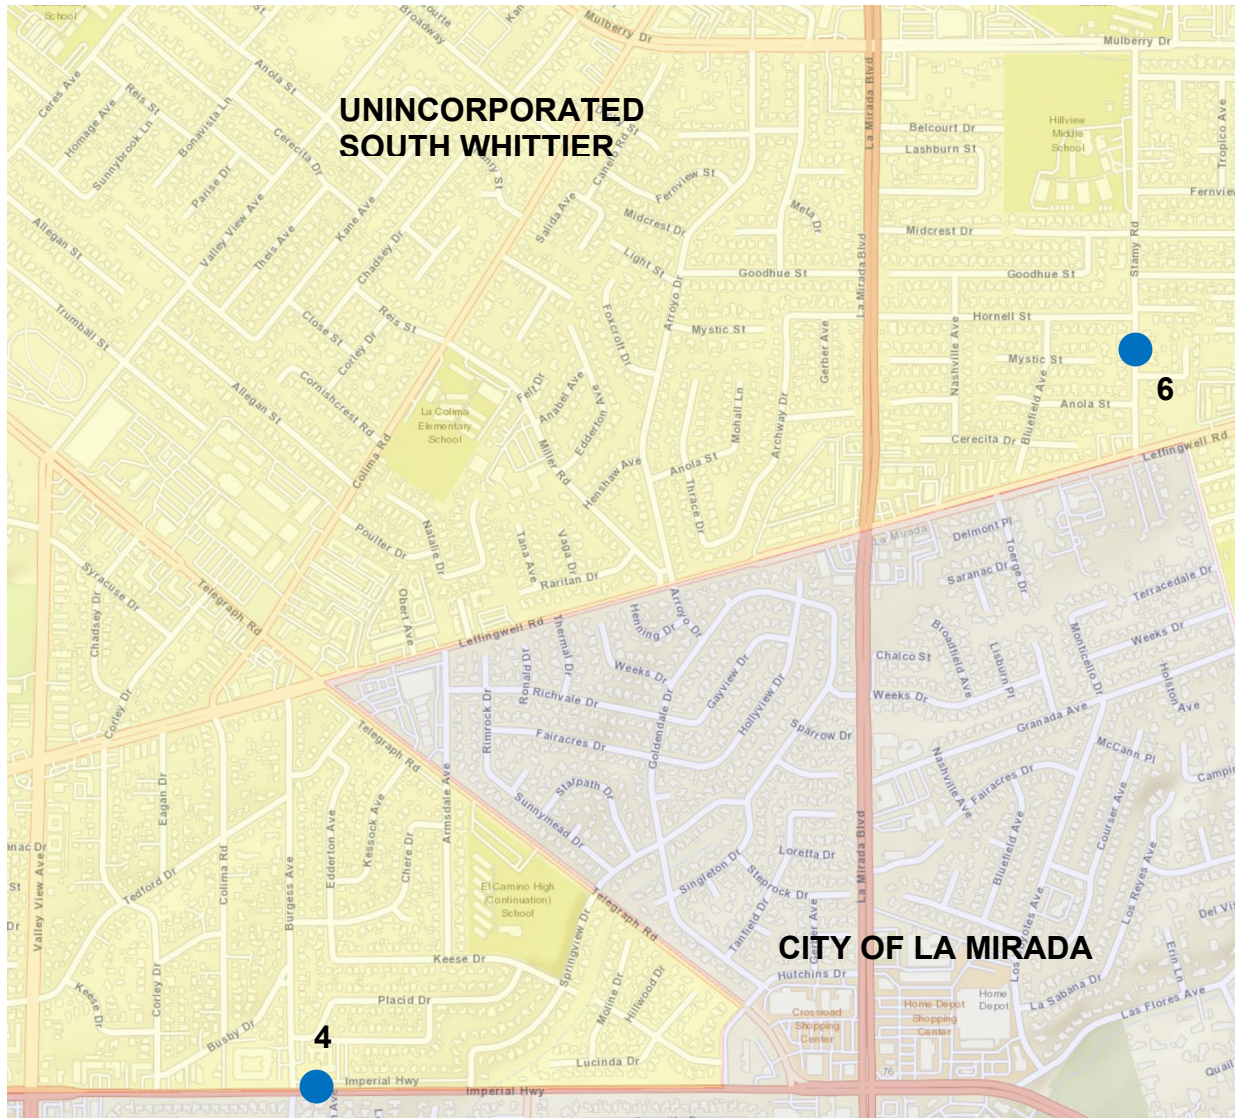 School
Broadway
Mulberry Dr
Mulberry Dr
La Mirada Blvd
Anola St
Ceres Ave
Reis St
Homage Ave
Bonavista Ln
Sunnybrook Ln
Cerecita Dr
UNINCORPORATED
SOUTH WHITTIER
Canelo Rd
Belcourt Dr
Lashburn St
Hillview
Middle
School
Tropico Ave
Parise Dr
Fernview St
Valley View Ave
Kane Ave
Salida Ave
Midcrest Dr
Meta Dr
Midcrest Dr
Stamy Rd
Allegan St
Theis Ave
Chadsey Dr
Light St
Goodhue St
La Mirada Blvd
Goodhue St
Trumball St
Close St
Reis St
Corley Dr
Foxcroft Dr
Arroyo Dr
Mystic St
Gerber Ave
Hornell St
Nashville Ave
Mystic St
6
Cornishcrest Rd
Allegan St
La Colima
Elementary
School
Felt Dr
Anabel Ave
Edderton Ave
Mohall Ln
Archway Dr
Bluefield Ave
Anola St
Cerecita Dr
Leffingwell Rd
Colima Rd
Miller Rd
Henshaw Ave
Anola St
Thrace Dr
Poulter Dr
Natalie Dr
Tana Ave
Vaga Dr
Raritan Dr
La Mirada
Delmont Pl
Toerge Dr
Saranac Dr
Terracedale Dr
Syracuse Dr
Chadsey Dr
Telegraph Rd
Obert Ave
Leffingwell Rd
Thermal Dr
Henning Dr
Arroyo Dr
Broadfield Ave
Lisburn Pl
Monticello Dr
Weeks Dr
Chalco St
Ronald Dr
Weeks Dr
Gayview Dr
Hollyview Dr
Weeks Dr
Holston Ave
Corley Dr
Rimrock Dr
Richvale Dr
Goldendale Dr
Granada Ave
Telegraph Rd
Fairacres Dr
Sparrow Dr
McCann Pl
Nashville Ave
Fairacres Dr
Eagan Dr
Armsdale Ave
Starpath Dr
Sunnymead Dr
Edderton Ave
Kessock Ave
Chere Dr
La Mirada Blvd
Bluefield Ave
Courser Ave
Valley View Ave
Tedford Dr
Colima Rd
Burgess Ave
Loretta Dr
Singleton Dr
Steprock Dr
Los Reyes Ave
El Camino High
(Continuation)
School
Telegraph Rd
Tanfield Dr
Springview Dr
CITY OF LA MIRADA
Erin Ln
Keese Dr
Hutchins Dr
Keese Dr
Corley Dr
Placid Dr
Moline Dr
Hillwood Dr
La Sabana Dr
Los Flores Ave
Crossroad
Shopping
Center
Home Depot
Shopping
Center
Home
Depot
Busby Dr
4
Lucinda Dr
76
Imperial Hwy
Imperial Hwy